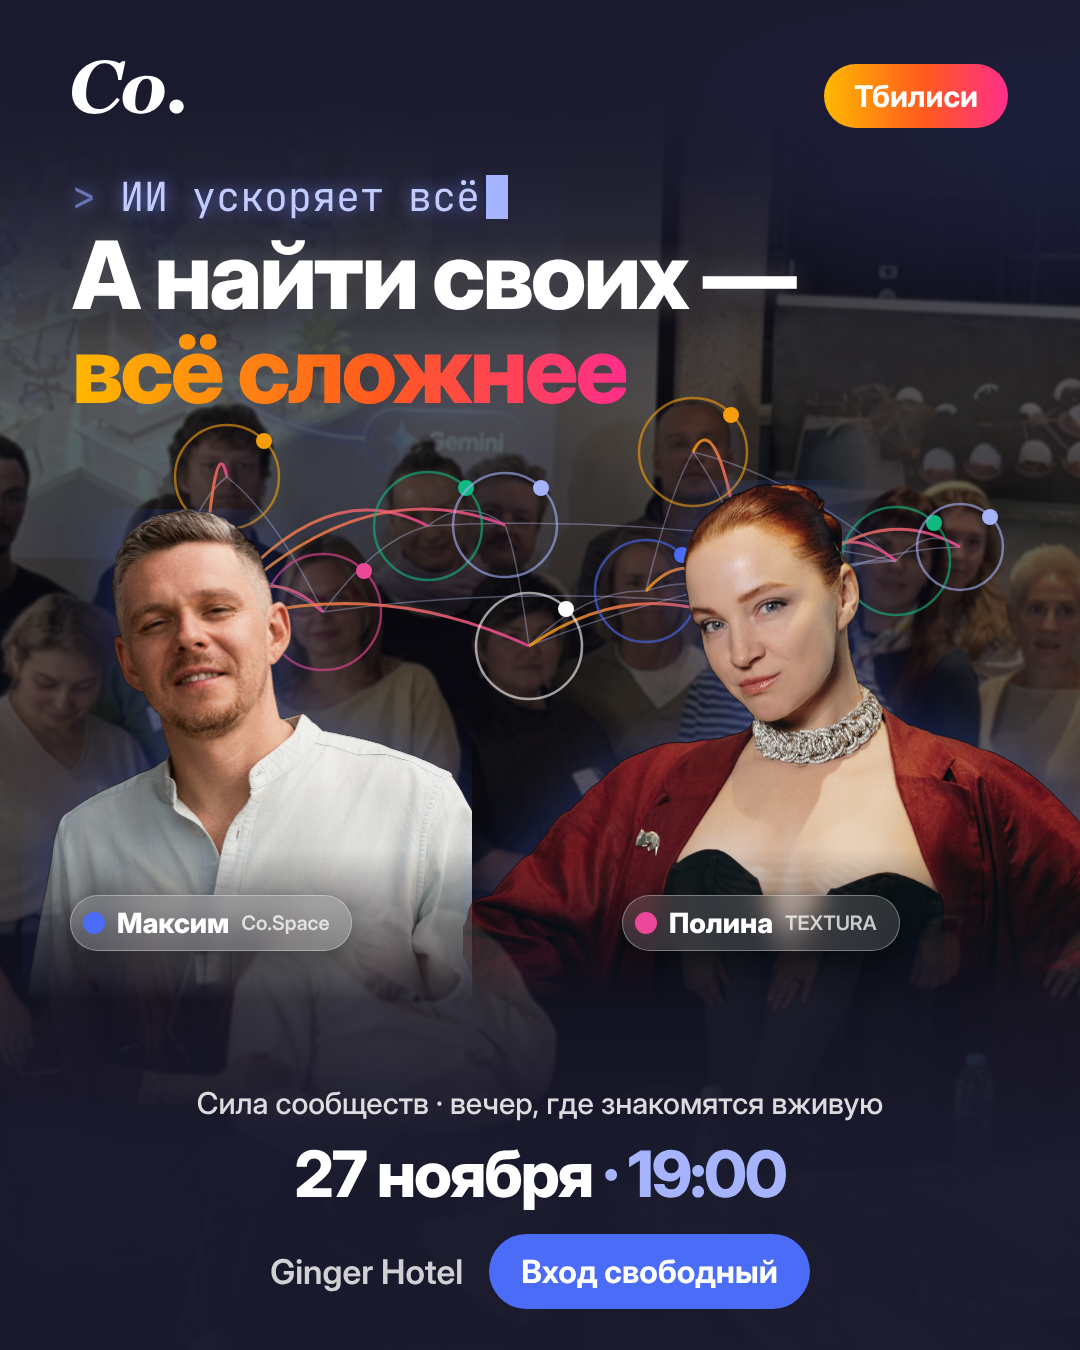 Co.
Тбилиси
> ИИ ускоряет всё
А найти своих —
всё сложнее
Gemini
Максим Co.Space
Полина TEXTURA
Сила сообществ · вечер, где знакомятся вживую
27 ноября · 19:00
Ginger Hotel
Вход свободный